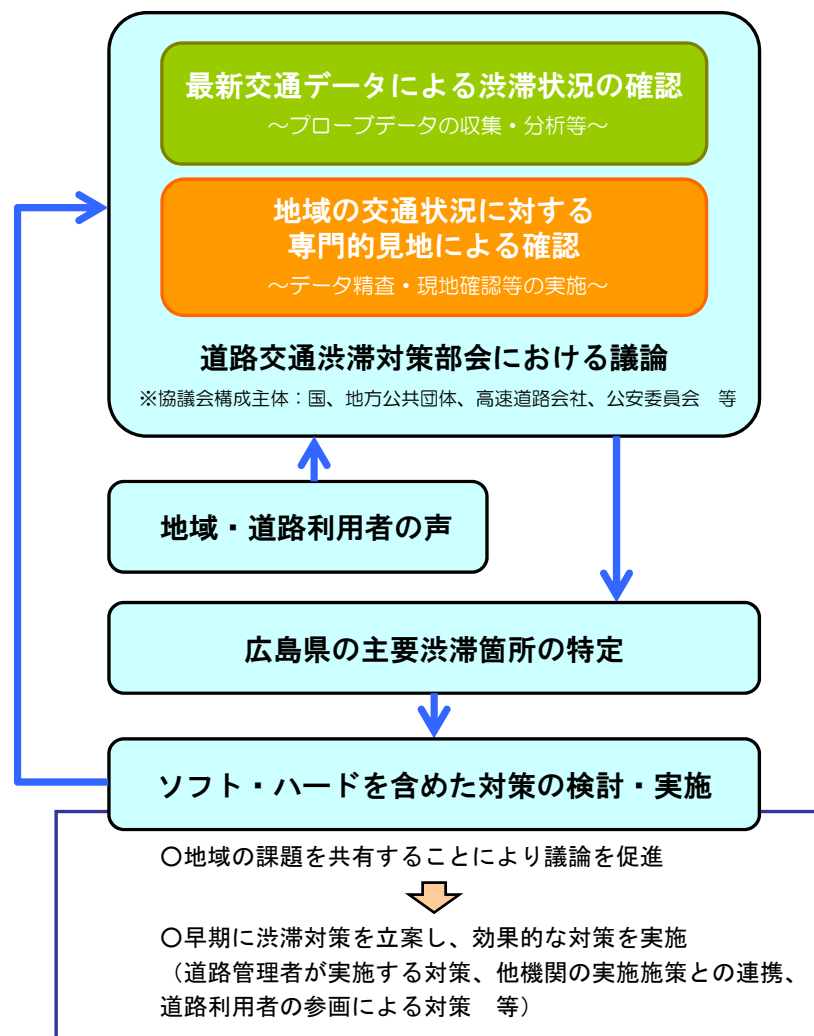 最新交通データによる渋滞状況の確認
～プローブデータの収集・分析等～
地域の交通状況に対する
専門的見地による確認
～データ精査・現地確認等の実施～
道路交通渋滞対策部会における議論
※協議会構成主体：国、地方公共団体、高速道路会社、公安委員会　等
地域・道路利用者の声
広島県の主要渋滞箇所の特定
ソフト・ハードを含めた対策の検討・実施
〇地域の課題を共有することにより議論を促進
〇早期に渋滞対策を立案し、効果的な対策を実施
（道路管理者が実施する対策、他機関の実施施策との連携、
道路利用者の参画による対策　等）